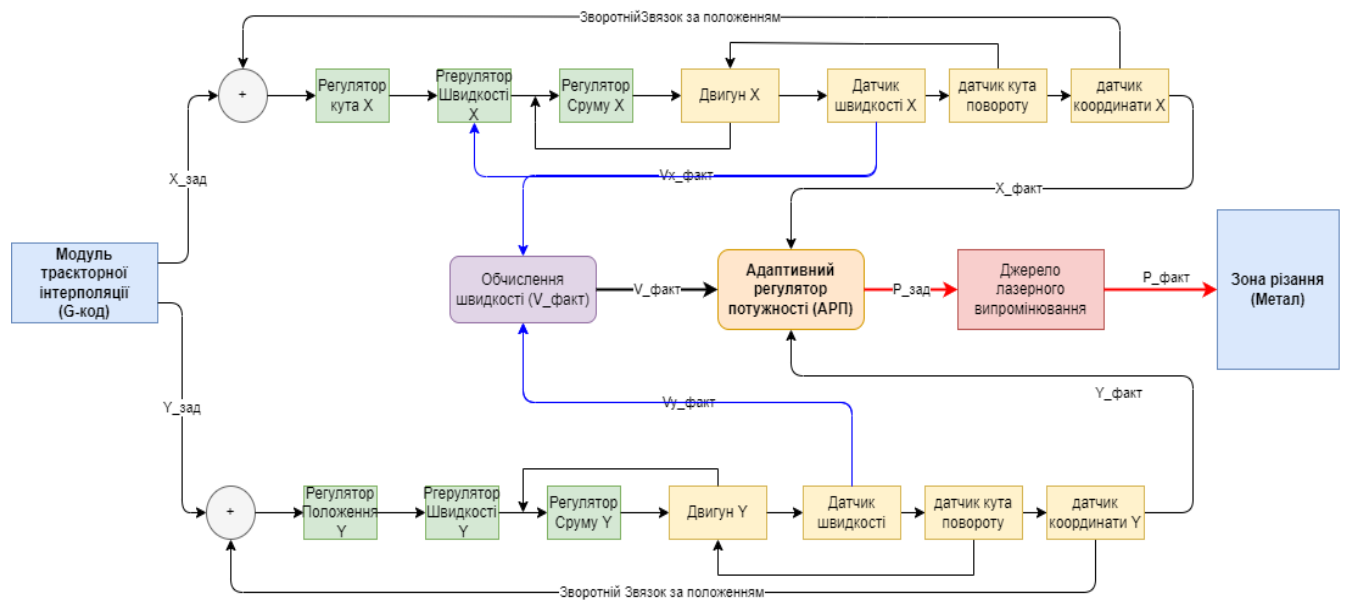 ЗворотнійЗвязок за положенням
+
Регулятор
кута X
Ргерулятор
Швидкості
X
Регулятор
Сруму X
Двигун X
Датчик
швидкості X
датчик кута
повороту
датчик
координати X
X_зад
Vx_факт
X_факт
Модуль
траєкторної
інтерполяції
(G-код)
Обчислення
швидкості (V_факт)
V_факт
Адаптивний
регулятор
потужності (АРП)
P_зад
Джерело
лазерного
випромінювання
P_факт
Зона різання
(Метал)
Y_зад
Vy_факт
Y_факт
+
Регулятор
Положення
Y
Ргерулятор
Швидкості
Y
Регулятор
Сруму Y
Двигун Y
Датчик
швидкості
датчик кута
повороту
датчик
координати Y
Зворотній Звязок за положенням